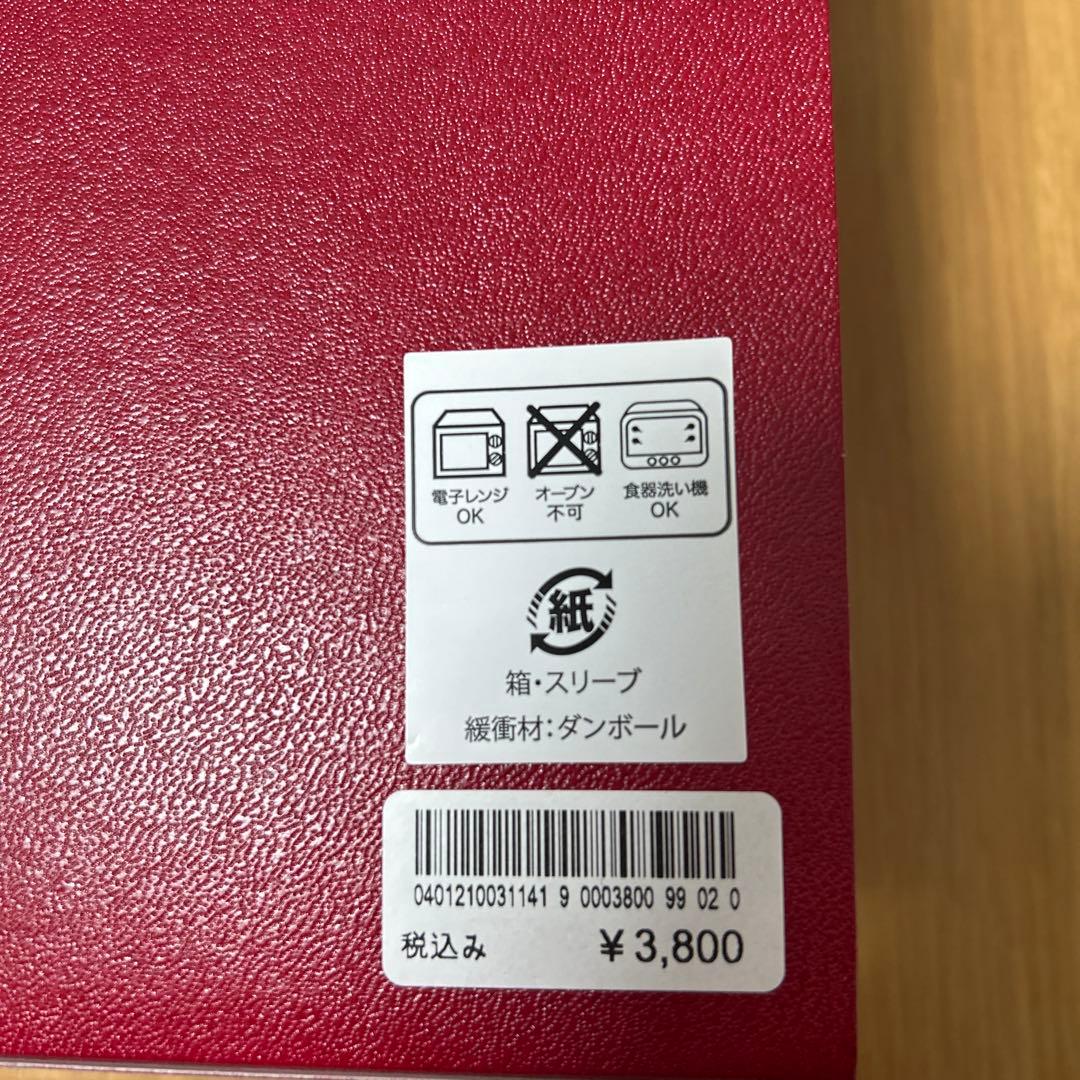 電子レンジ
OK
オーブン
不可
食器洗い機
OK
紙
箱・スリーブ
緩衝材:ダンボール
0401210031141 9 0003800 99 02 0
税込み ¥3,800